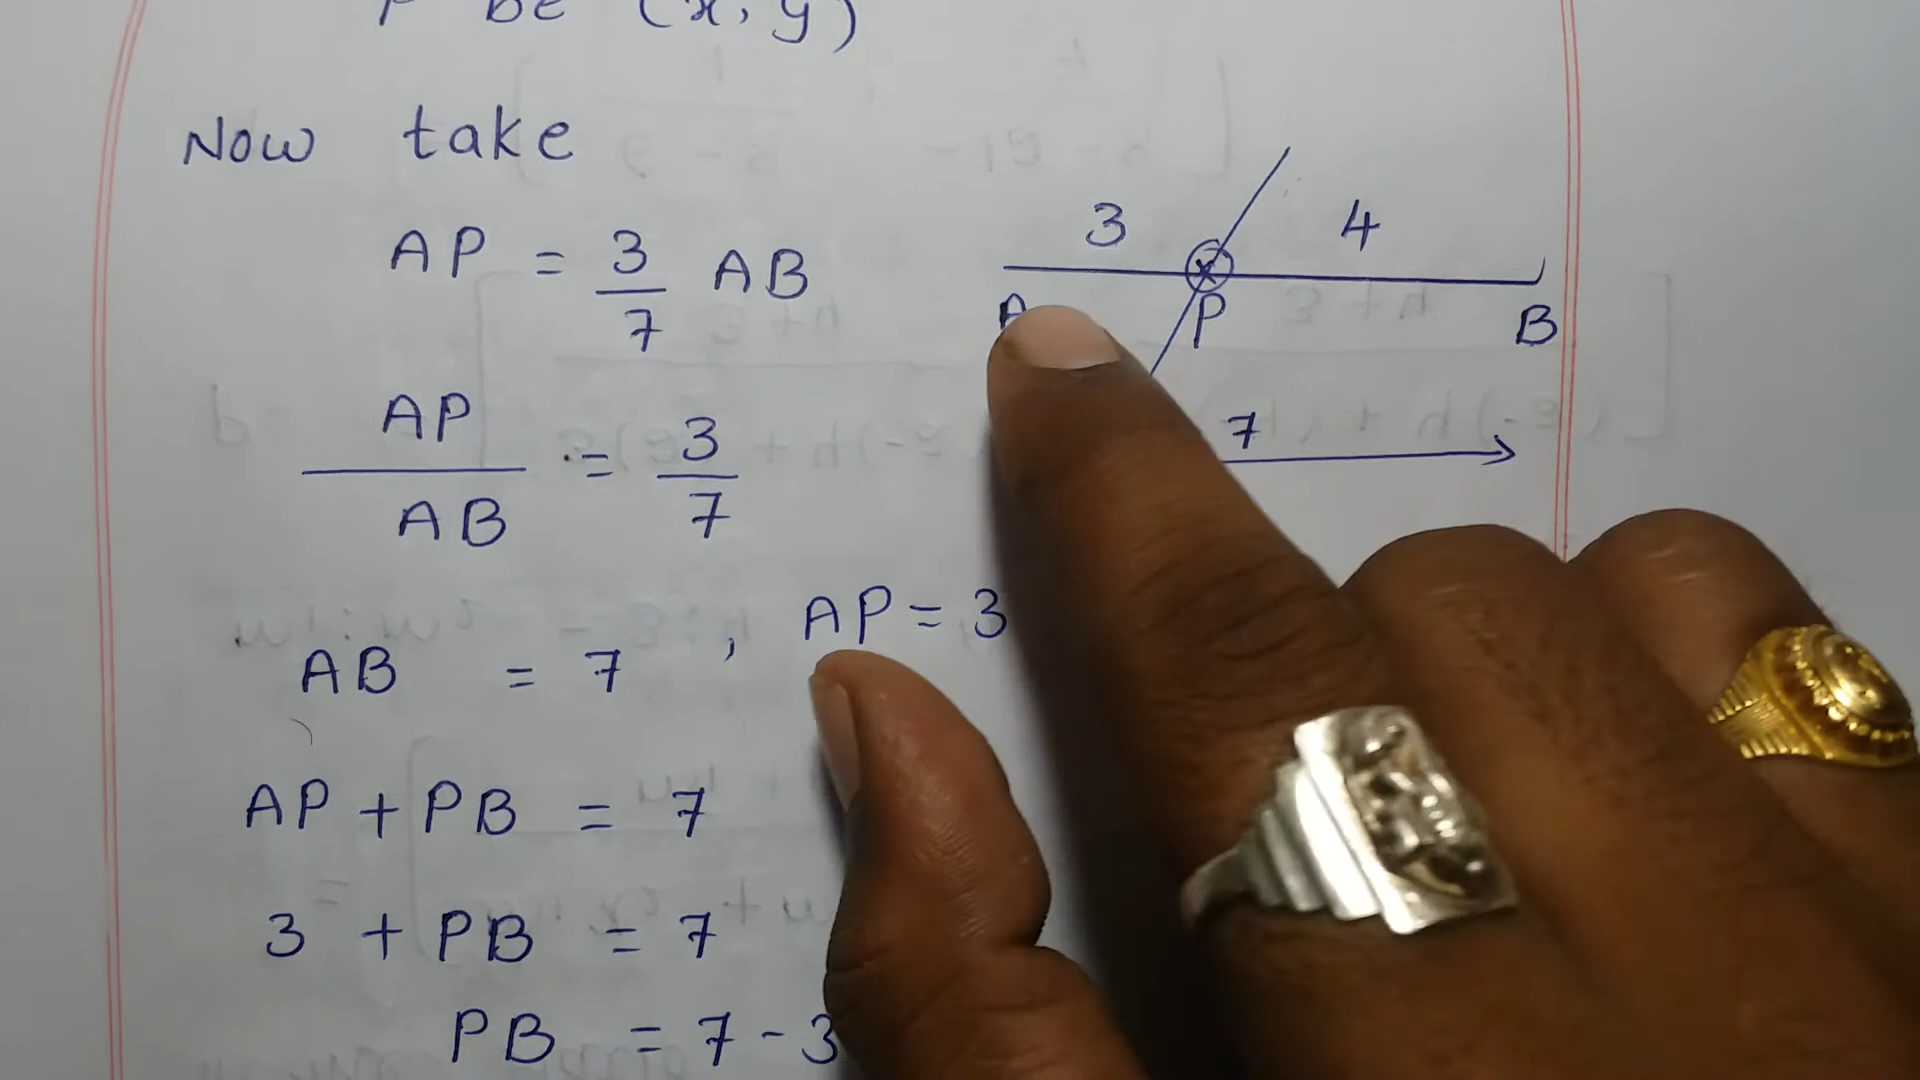 P be (x, y)
Now take
AP = 3/7 AB
AP/AB = 3/7
AB = 7 , AP = 3
AP + PB = 7
3 + PB = 7
PB = 7 - 3
3 4
A P B
7